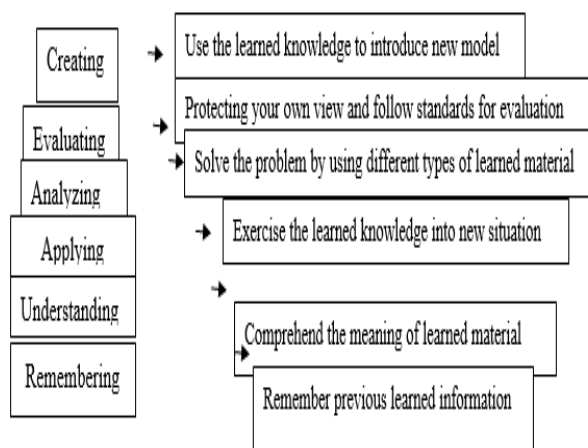 Creating
Use the learned knowledge to introduce new model
Evaluating
Protecting your own view and follow standards for evaluation
Analyzing
Solve the problem by using different types of learned material
Applying
Exercise the learned knowledge into new situation
Understanding
Comprehend the meaning of learned material
Remembering
Remember previous learned information